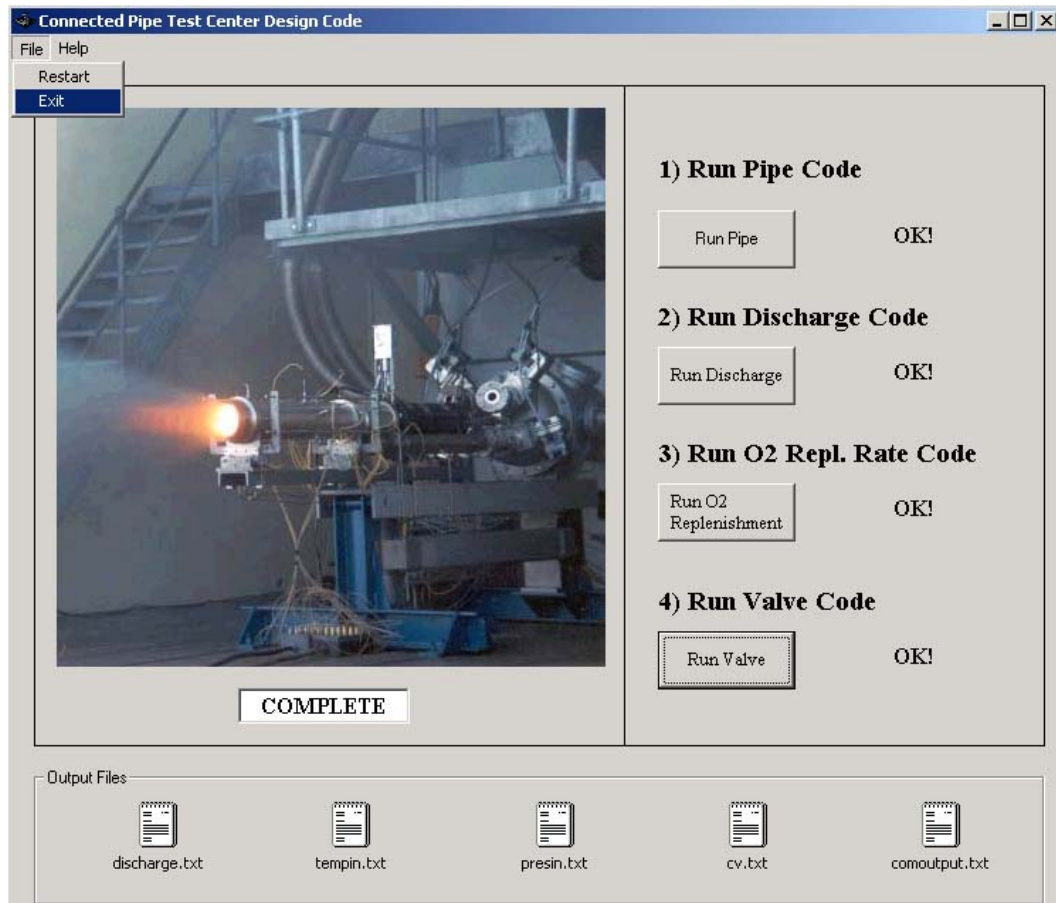 Connected Pipe Test Center Design Code
File Help
Restart
Exit
1) Run Pipe Code
Run Pipe
OK!
2) Run Discharge Code
Run Discharge
OK!
3) Run O2 Repl. Rate Code
Run O2
Replenishment
OK!
4) Run Valve Code
Run Valve
OK!
COMPLETE
Output Files
discharge.txt
tempin.txt
presin.txt
cv.txt
comoutput.txt